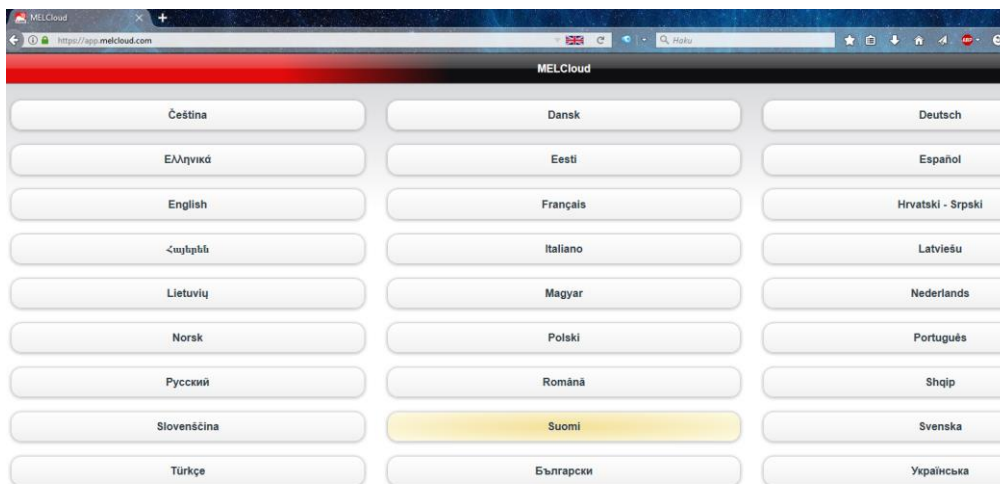 MELCloud
https://app.melcloud.com
Haku
MELCloud
Čeština Dansk Deutsch
Ελληνικά Eesti Español
English Français Hrvatski - Srpski
Հայերեն Italiano Latviešu
Lietuvių Magyar Nederlands
Norsk Polski Português
Русский Română Shqip
Slovenščina Suomi Svenska
Türkçe Български Українська